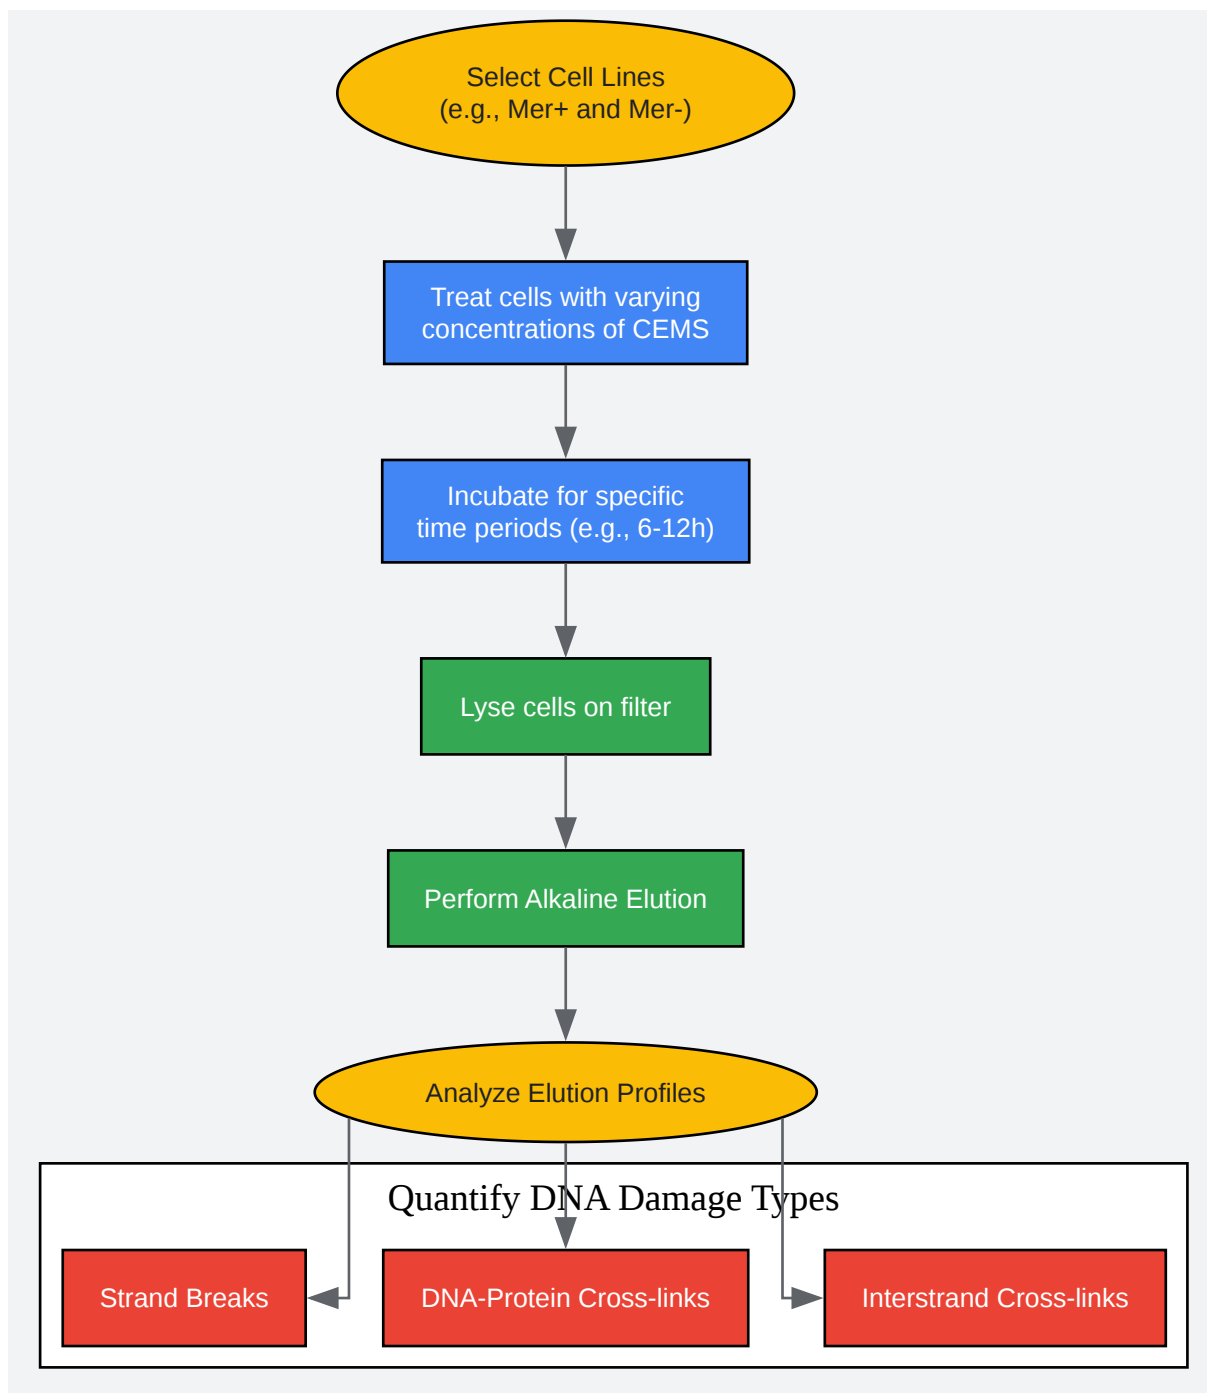 Select Cell Lines
(e.g., Mer+ and Mer-)
Treat cells with varying
concentrations of CEMS
Incubate for specific
time periods (e.g., 6-12h)
Lyse cells on filter
Perform Alkaline Elution
Analyze Elution Profiles
Quantify DNA Damage Types
Strand Breaks
DNA-Protein Cross-links
Interstrand Cross-links